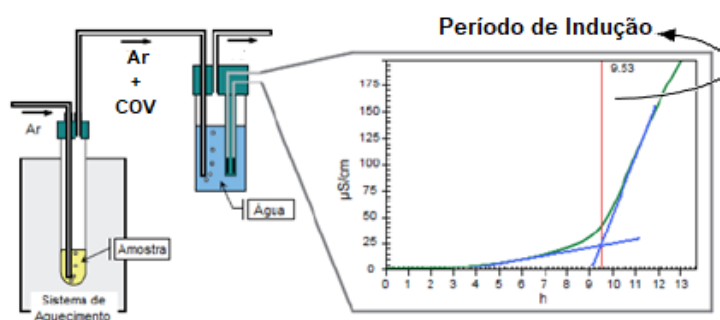 Período de Indução
Ar
+
COV
Ar
Água
Amostra
Sistema de
Aquecimento
9.53
µS/cm
175
150
125
100
75
50
25
0
0 1 2 3 4 5 6 7 8 9 10 11 12 13
h